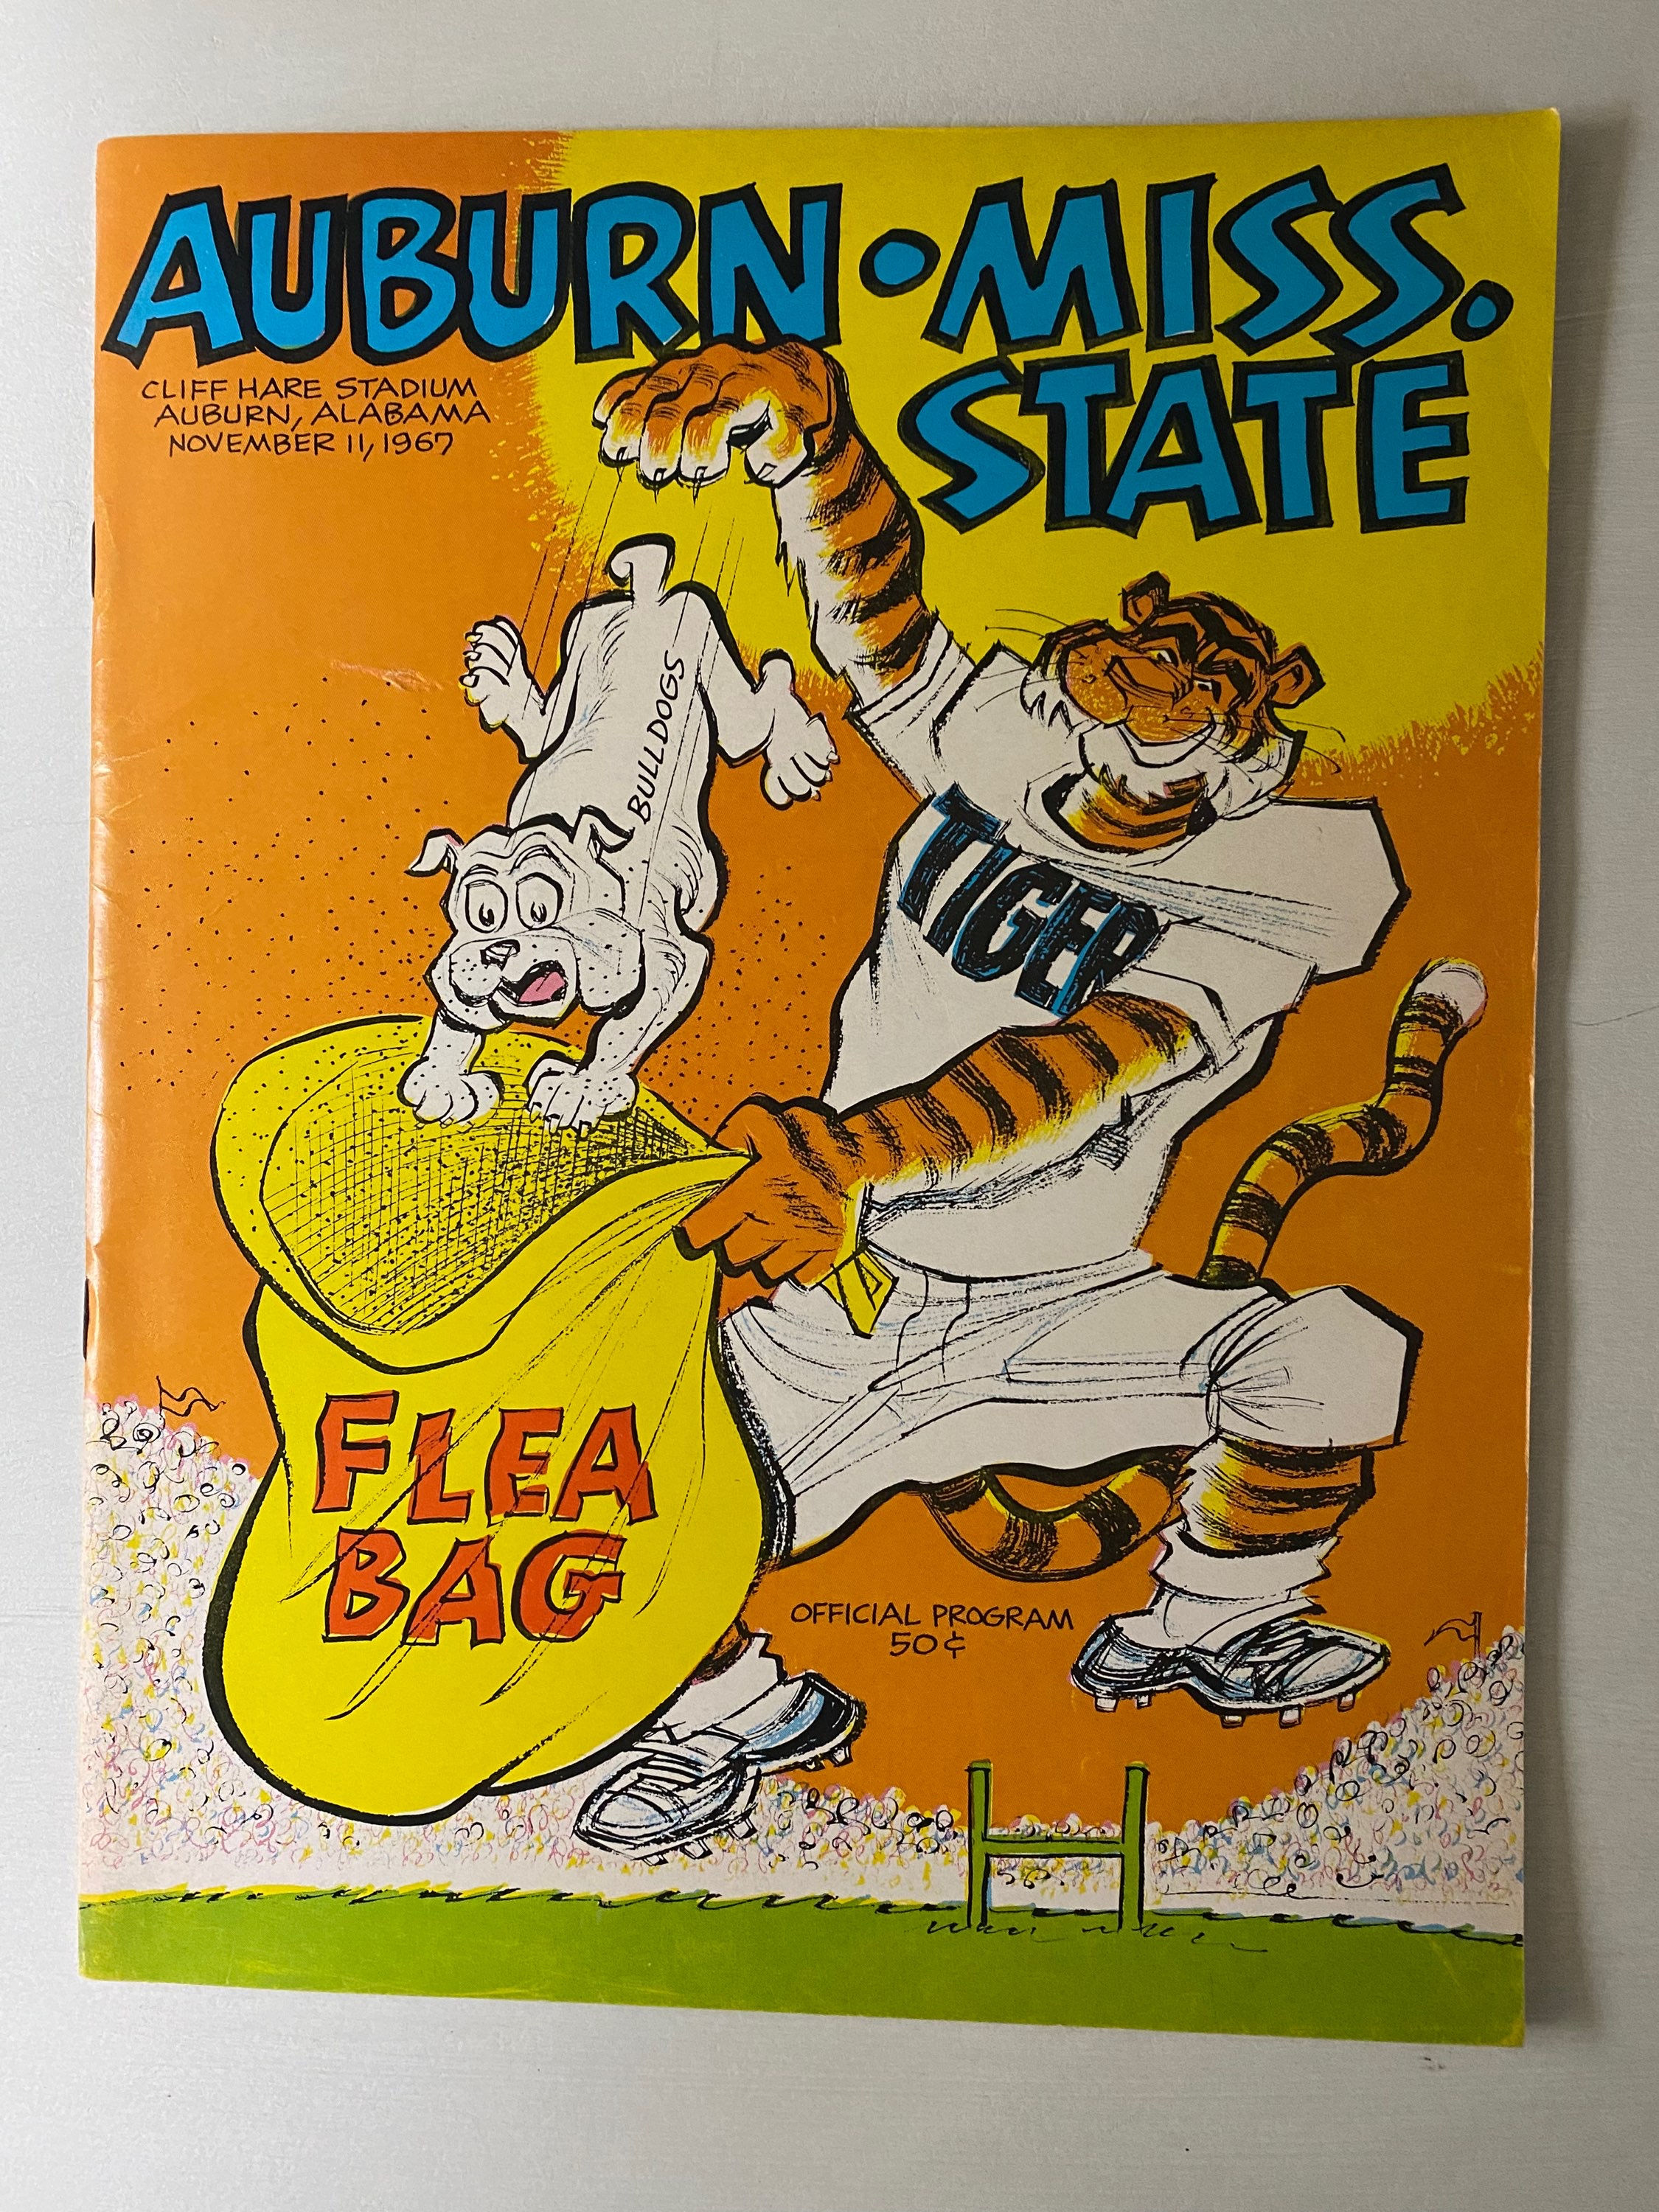 AUBURN • MISS.
STATE
CLIFF HARE STADIUM
AUBURN, ALABAMA
NOVEMBER 11, 1967
BULLDOGS
TIGER
FLEA
BAG
OFFICIAL PROGRAM
50¢